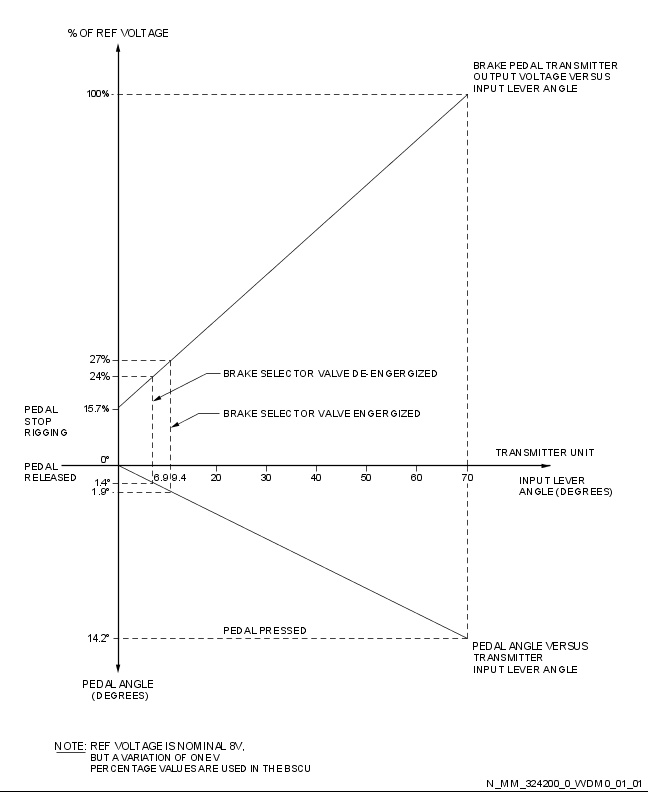 % OF REF VOLTAGE
BRAKE PEDAL TRANSMITTER
OUTPUT VOLTAGE VERSUS
INPUT LEVER ANGLE
100%
27%
BRAKE SELECTOR VALVE DE-ENGERGIZED
24%
PEDAL
STOP
RIGGING
15.7%
BRAKE SELECTOR VALVE ENGERGIZED
TRANSMITTER UNIT
0°
PEDAL
RELEASED
1.4°
1.9°
6.9 9.4 20 30 40 50 60 70
INPUT LEVER
ANGLE (DEGREES)
PEDAL PRESSED
14.2°
PEDAL ANGLE VERSUS
TRANSMITTER
INPUT LEVER ANGLE
PEDAL ANGLE
(DEGREES)
NOTE: REF VOLTAGE IS NOMINAL 8V,
BUT A VARIATION OF ONE V
PERCENTAGE VALUES ARE USED IN THE BSCU
N_MM_324200_0_WDM0_01_01